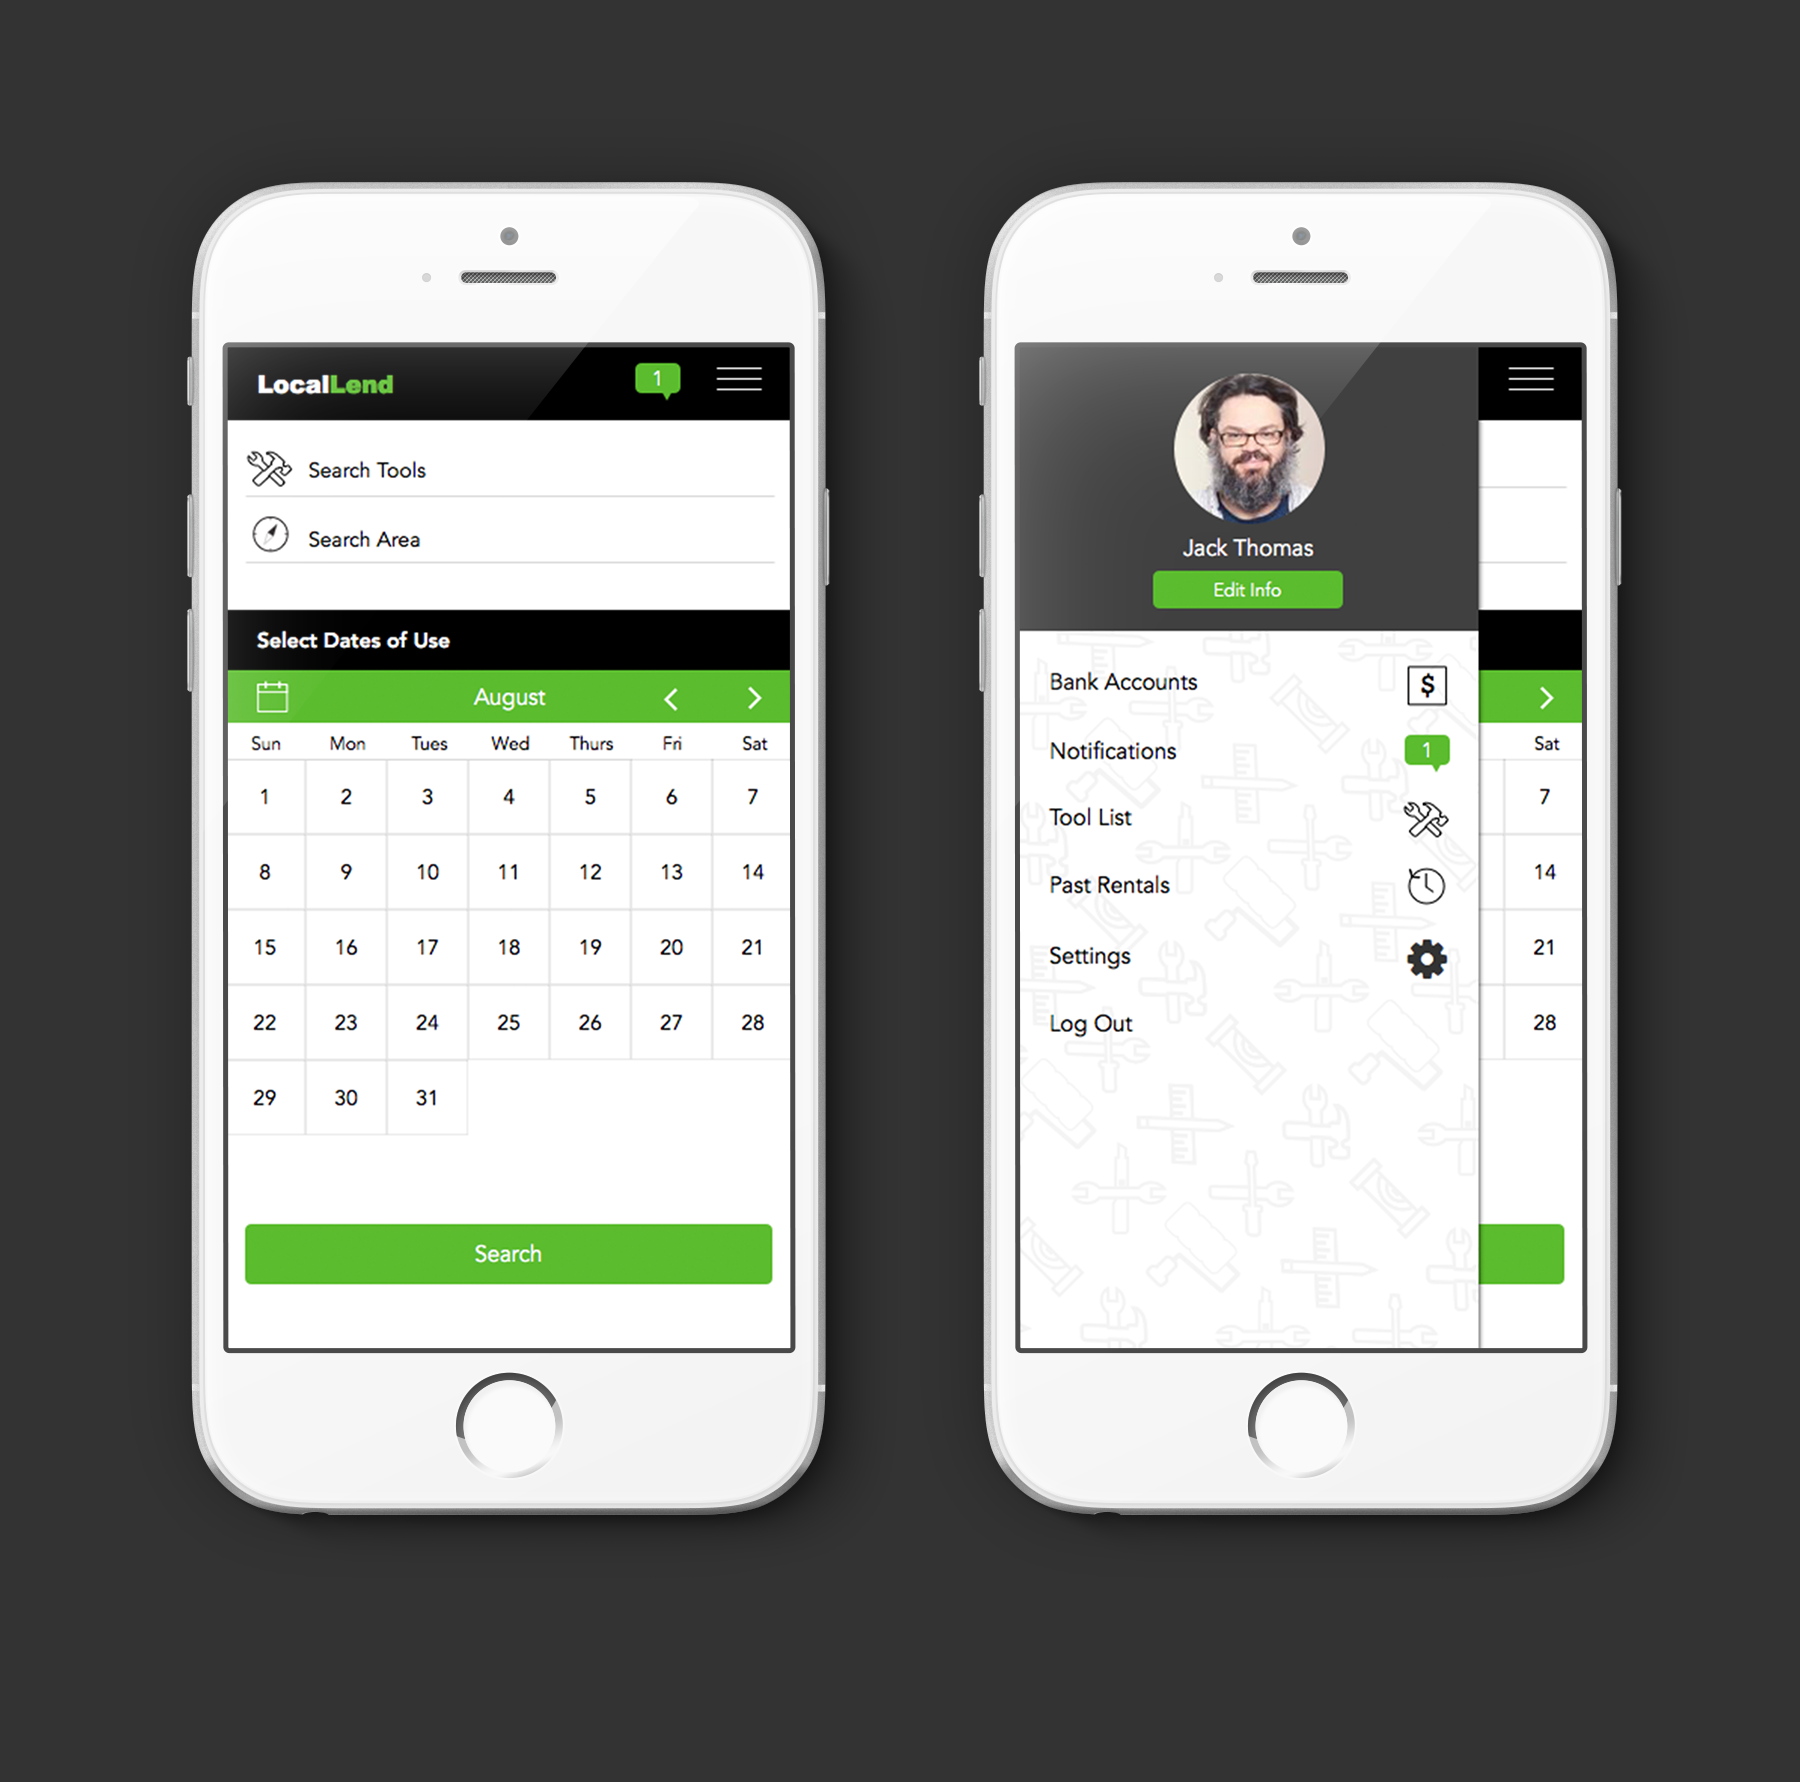 LocalLend
1
Search Tools
Search Area
Select Dates of Use
August
Sun Mon Tues Wed Thurs Fri Sat
1 2 3 4 5 6 7
8 9 10 11 12 13 14
15 16 17 18 19 20 21
22 23 24 25 26 27 28
29 30 31
Search
Jack Thomas
Edit Info
Bank Accounts $
Notifications 1
Tool List
Past Rentals
Settings
Log Out
Sat
7
14
21
28